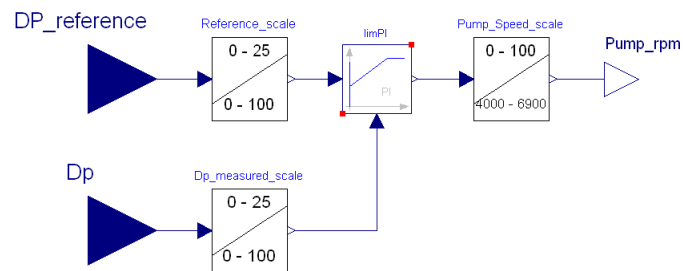 DP_reference
Reference_scale
0 - 25
0 - 100
limPI
PI
Pump_Speed_scale
0 - 100
4000 - 6900
Pump_rpm
Dp
Dp_measured_scale
0 - 25
0 - 100